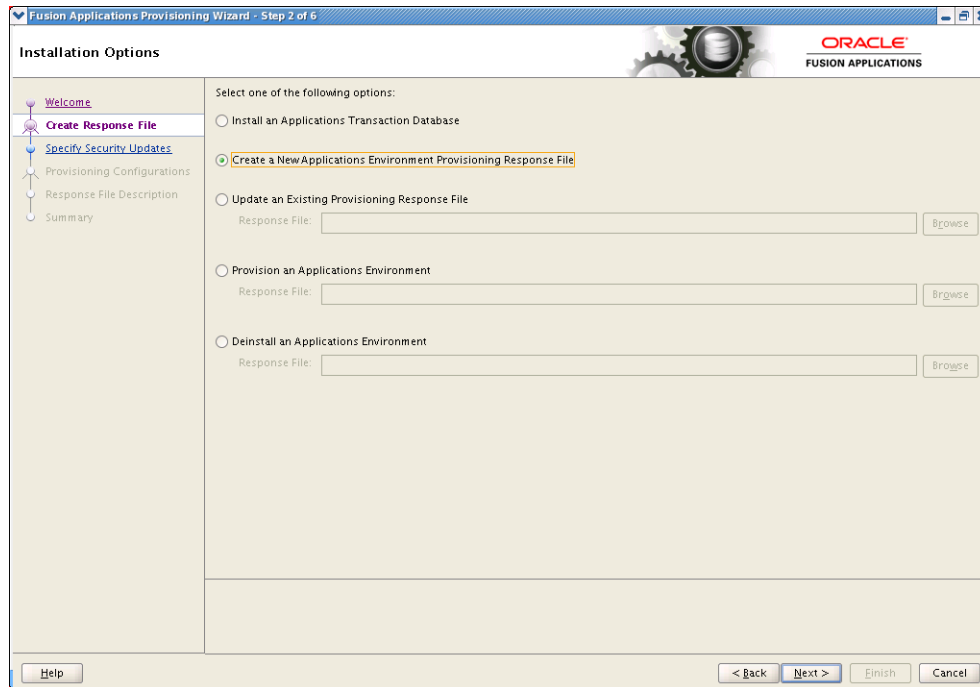 Fusion Applications Provisioning Wizard - Step 2 of 6
Installation Options
ORACLE
FUSION APPLICATIONS
Welcome
Create Response File
Specify Security Updates
Provisioning Configurations
Response File Description
Summary
Select one of the following options:
Install an Applications Transaction Database
Create a New Applications Environment Provisioning Response File
Update an Existing Provisioning Response File
Response File:
Browse
Provision an Applications Environment
Response File:
Browse
Deinstall an Applications Environment
Response File:
Browse
Help
< Back
Next >
Finish
Cancel